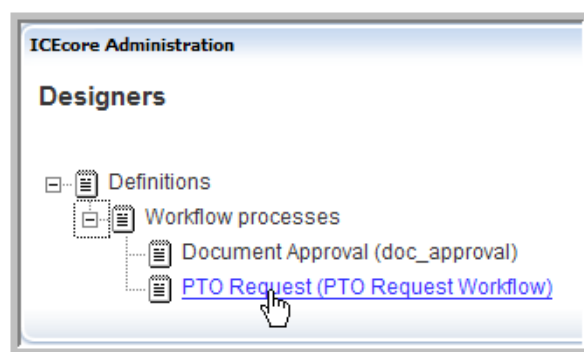 ICEcore Administration
Designers
Definitions
Workflow processes
Document Approval (doc_approval)
PTO Request (PTO Request Workflow)